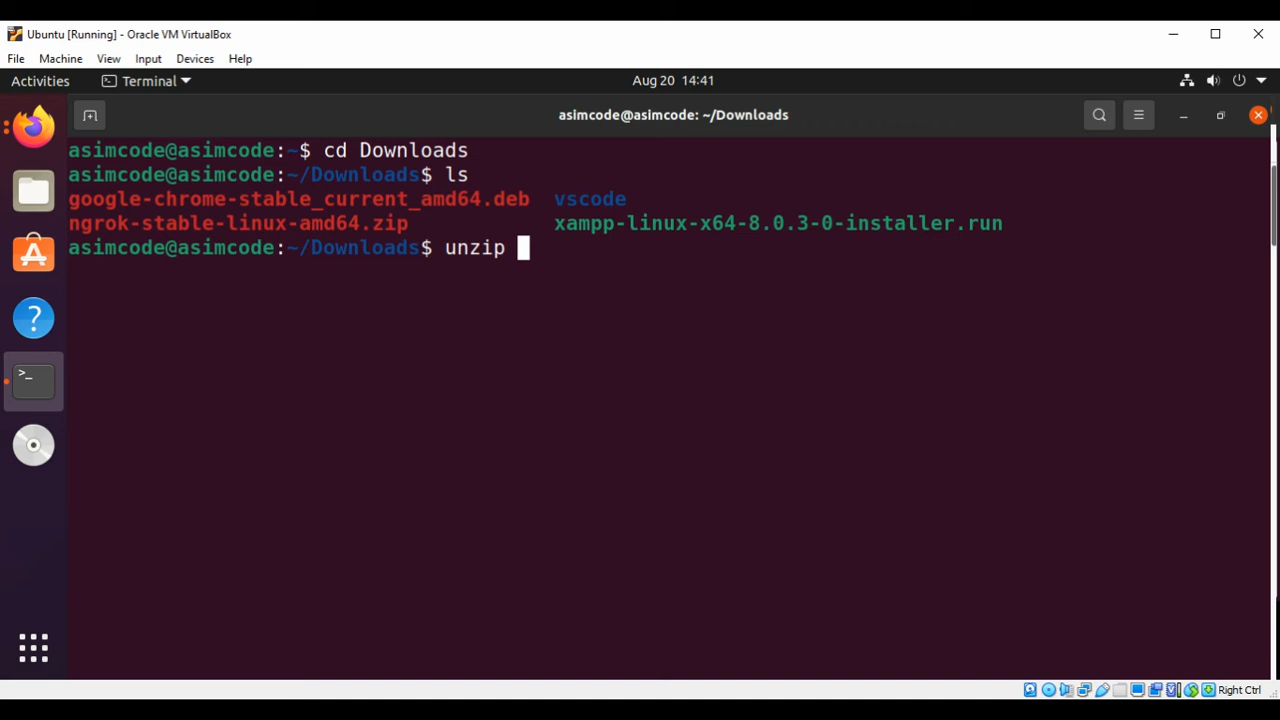 Ubuntu [Running] - Oracle VM VirtualBox
File Machine View Input Devices Help
Activities Terminal Aug 20 14:41
asimcode@asimcode: ~/Downloads
asimcode@asimcode:~$ cd Downloads
asimcode@asimcode:~/Downloads$ ls
google-chrome-stable_current_amd64.deb vscode
ngrok-stable-linux-amd64.zip xampp-linux-x64-8.0.3-0-installer.run
asimcode@asimcode:~/Downloads$ unzip
Right Ctrl